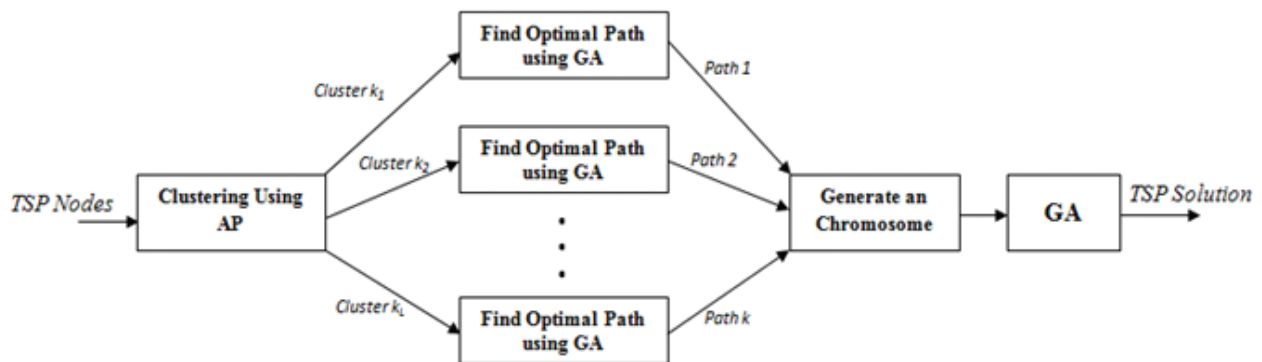 Find Optimal Path
using GA
Path 1
Cluster k1
Find Optimal Path
using GA
Path 2
Cluster k2
TSP Nodes
Clustering Using
AP
Generate an
Chromosome
GA
TSP Solution
Cluster kL
Find Optimal Path
using GA
Path k